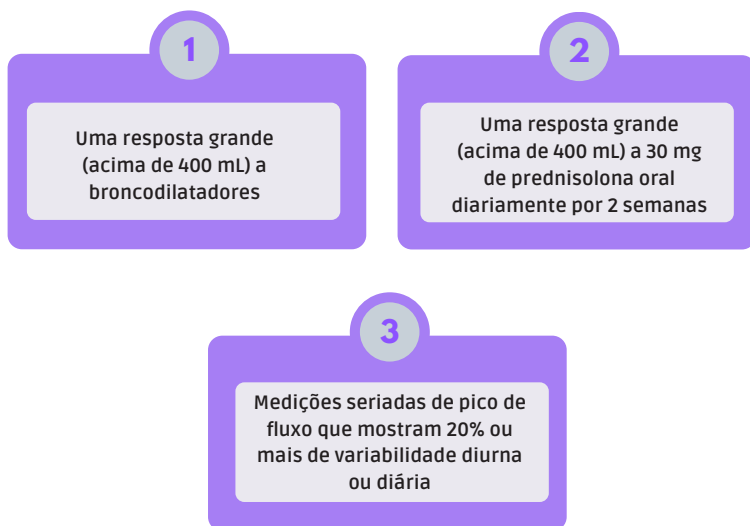 1
Uma resposta grande
(acima de 400 mL) a
broncodilatadores
2
Uma resposta grande
(acima de 400 mL) a 30 mg
de prednisolona oral
diariamente por 2 semanas
3
Medições seriadas de pico de
fluxo que mostram 20% ou
mais de variabilidade diurna
ou diária